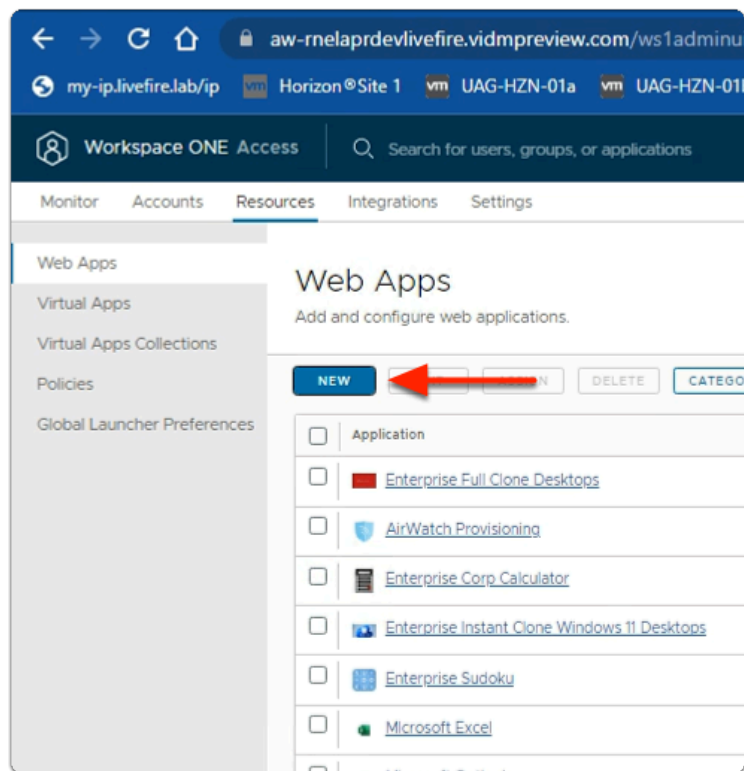 aw-rnelaprdevlivefire.vidmpreview.com/ws1adminu
my-ip.livefire.lab/ip vm Horizon®Site 1 vm UAG-HZN-01a vm UAG-HZN-01
Workspace ONE Access Search for users, groups, or applications
Monitor Accounts Resources Integrations Settings
Web Apps
Virtual Apps
Virtual Apps Collections
Policies
Global Launcher Preferences
Web Apps
Add and configure web applications.
NEW DELETE CATEGO
Application
Enterprise Full Clone Desktops
AirWatch Provisioning
Enterprise Corp Calculator
Enterprise Instant Clone Windows 11 Desktops
Enterprise Sudoku
Microsoft Excel